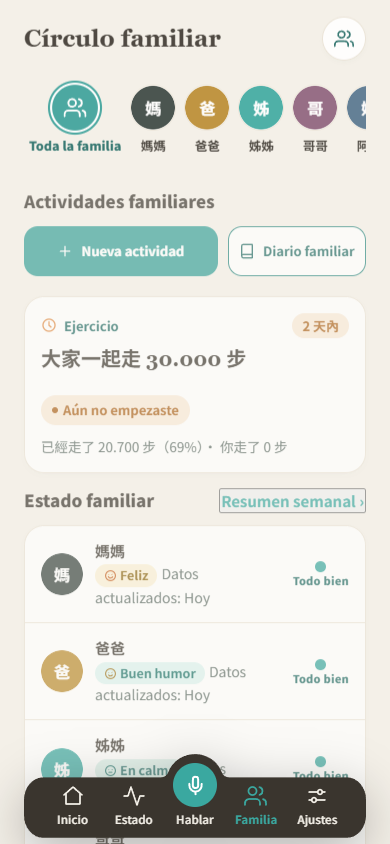 Círculo familiar
媽 爸 姊 哥
Toda la familia 媽媽 爸爸 姊姊 哥哥
Actividades familiares
+ Nueva actividad
Diario familiar
Ejercicio
2 天內
大家一起走 30.000 步
Aún no empezaste
已經走了 20.700 步（69%）· 你走了 0 步
Estado familiar
Resumen semanal ›
媽
媽媽
Feliz Datos
actualizados: Hoy
Todo bien
爸
爸爸
Buen humor Datos
actualizados: Hoy
Todo bien
姊
姊姊
En calm
Todo bien
Inicio
Estado
Hablar
Familia
Ajustes